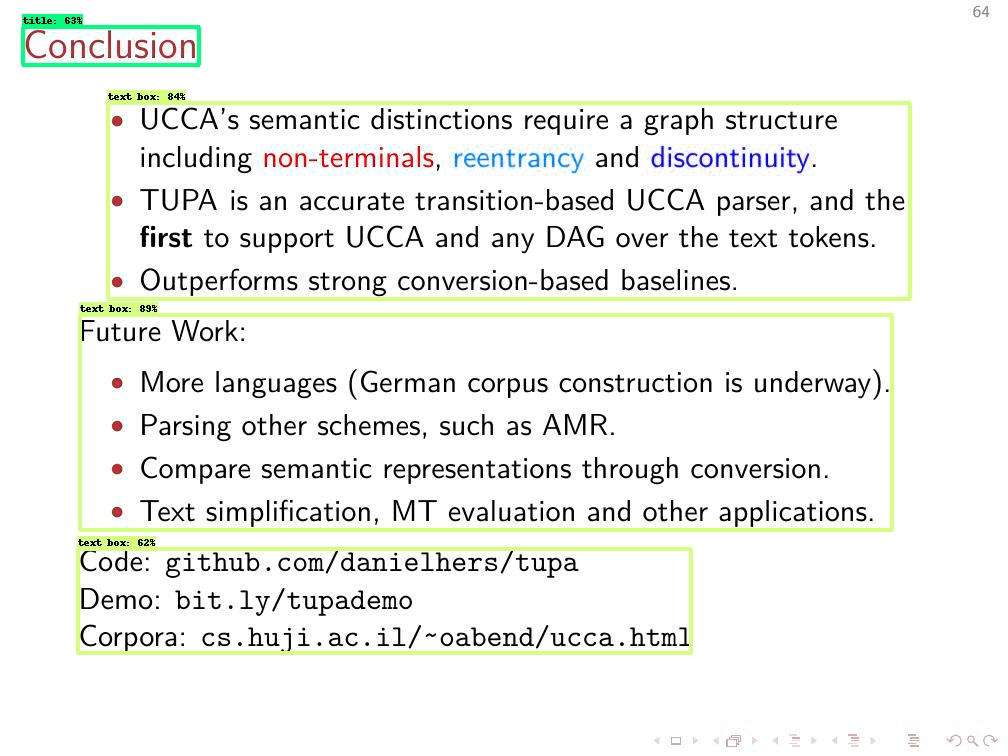 64
title: 63%
Conclusion
text box: 84%
• UCCA's semantic distinctions require a graph structure
including non-terminals, reentrancy and discontinuity.
• TUPA is an accurate transition-based UCCA parser, and the
first to support UCCA and any DAG over the text tokens.
• Outperforms strong conversion-based baselines.
text box: 89%
Future Work:
• More languages (German corpus construction is underway).
• Parsing other schemes, such as AMR.
• Compare semantic representations through conversion.
• Text simplification, MT evaluation and other applications.
text box: 62%
Code: github.com/danielhers/tupa
Demo: bit.ly/tupademo
Corpora: cs.huji.ac.il/~oabend/ucca.html